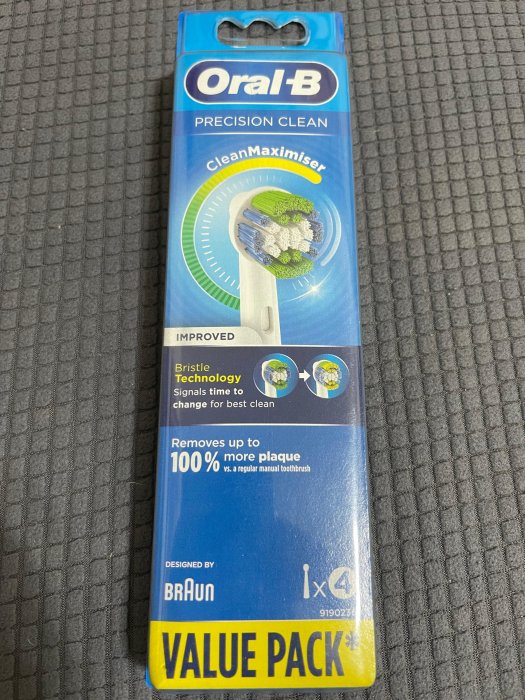 Oral-B
PRECISION CLEAN
CleanMaximiser
IMPROVED
Bristle
Technology
Signals time to
change for best clean
Removes up to
100% more plaque
vs. a regular manual toothbrush
DESIGNED BY
BRAUN
x 4
VALUE PACK*